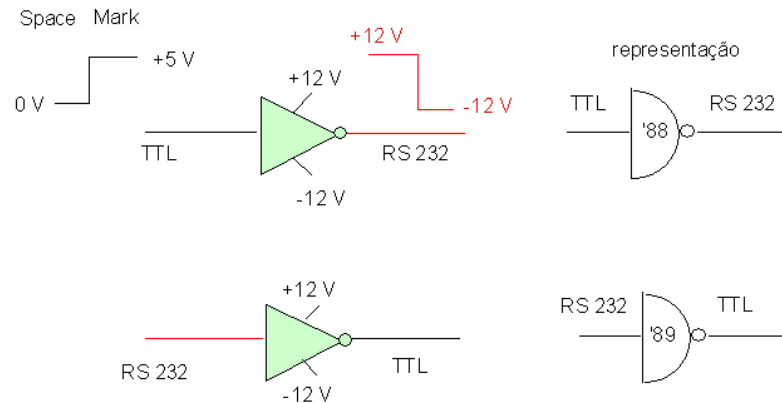 Space Mark
+5 V
0 V
+12 V
+12 V
-12 V
TTL
RS 232
-12 V
representação
TTL
RS 232
'88
+12 V
RS 232
TTL
-12 V
RS 232
TTL
'89